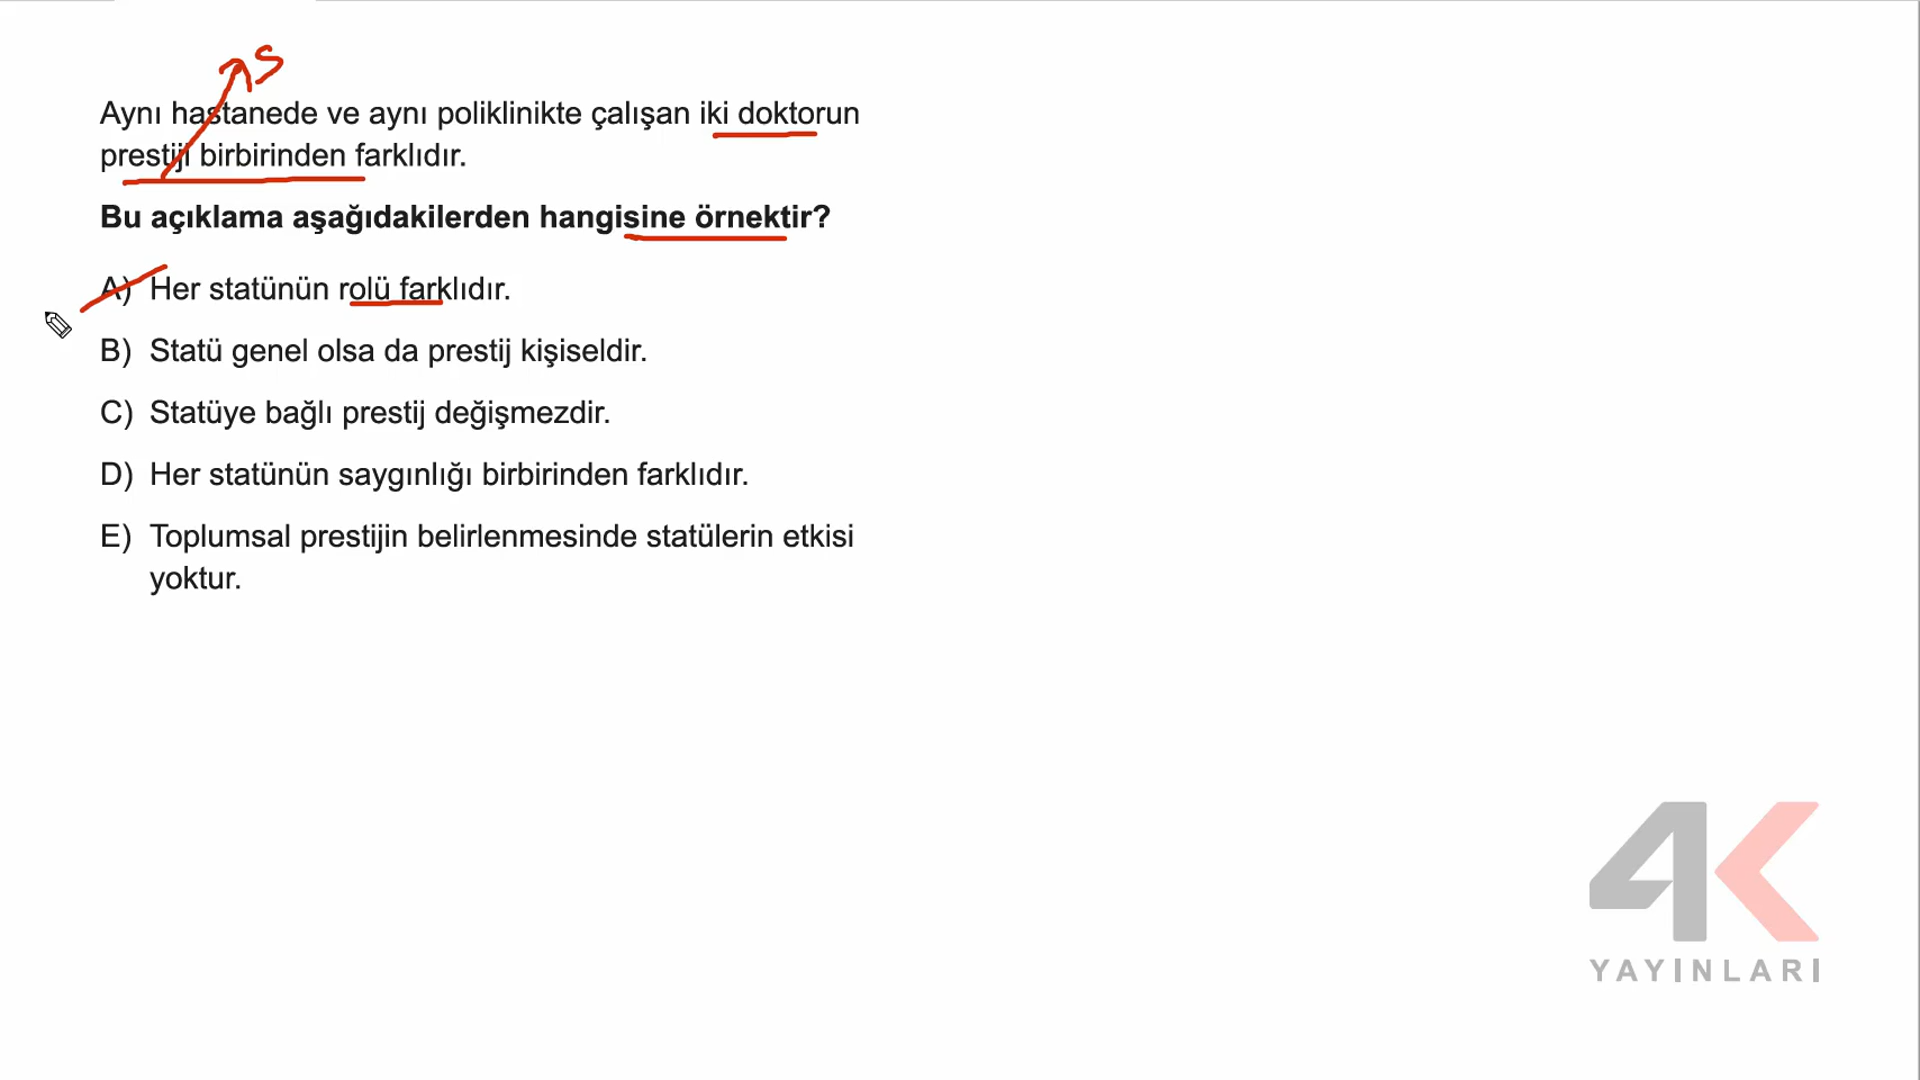 S
Aynı hastanede ve aynı poliklinikte çalışan iki doktorun
prestiji birbirinden farklıdır.
Bu açıklama aşağıdakilerden hangisine örnektir?
A) Her statünün rolü farklıdır.
B) Statü genel olsa da prestij kişiseldir.
C) Statüye bağlı prestij değişmezdir.
D) Her statünün saygınlığı birbirinden farklıdır.
E) Toplumsal prestijin belirlenmesinde statülerin etkisi
yoktur.
4K
YAYINLARI